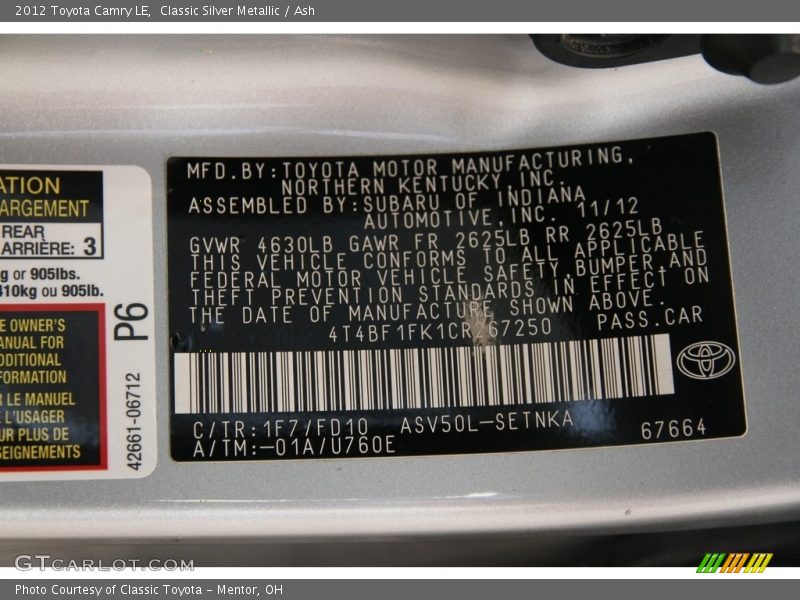 2012 Toyota Camry LE, Classic Silver Metallic / Ash
ATION
ARGEMENT
REAR
ARRIÈRE: 3
g or 905lbs.
410kg ou 905lb.
E OWNER'S
ANUAL FOR
DDITIONAL
FORMATION
R LE MANUEL
L'USAGER
UR PLUS DE
SEIGNEMENTS
P6
42661-06712
MFD.BY:TOYOTA MOTOR MANUFACTURING,
NORTHERN KENTUCKY,INC.
ASSEMBLED BY:SUBARU OF INDIANA
AUTOMOTIVE,INC. 11/12
GVWR 4630LB GAWR FR 2625LB RR 2625LB
THIS VEHICLE CONFORMS TO ALL APPLICABLE
FEDERAL MOTOR VEHICLE SAFETY,BUMPER AND
THEFT PREVENTION STANDARDS IN EFFECT ON
THE DATE OF MANUFACTURE SHOWN ABOVE.
4T4BF1FK1CR267250 PASS.CAR
C/TR:1F7/FD10 ASV50L-SETNKA
A/TM:-01A/U760E 67664
GTCARLOT.COM
Photo Courtesy of Classic Toyota - Mentor, OH